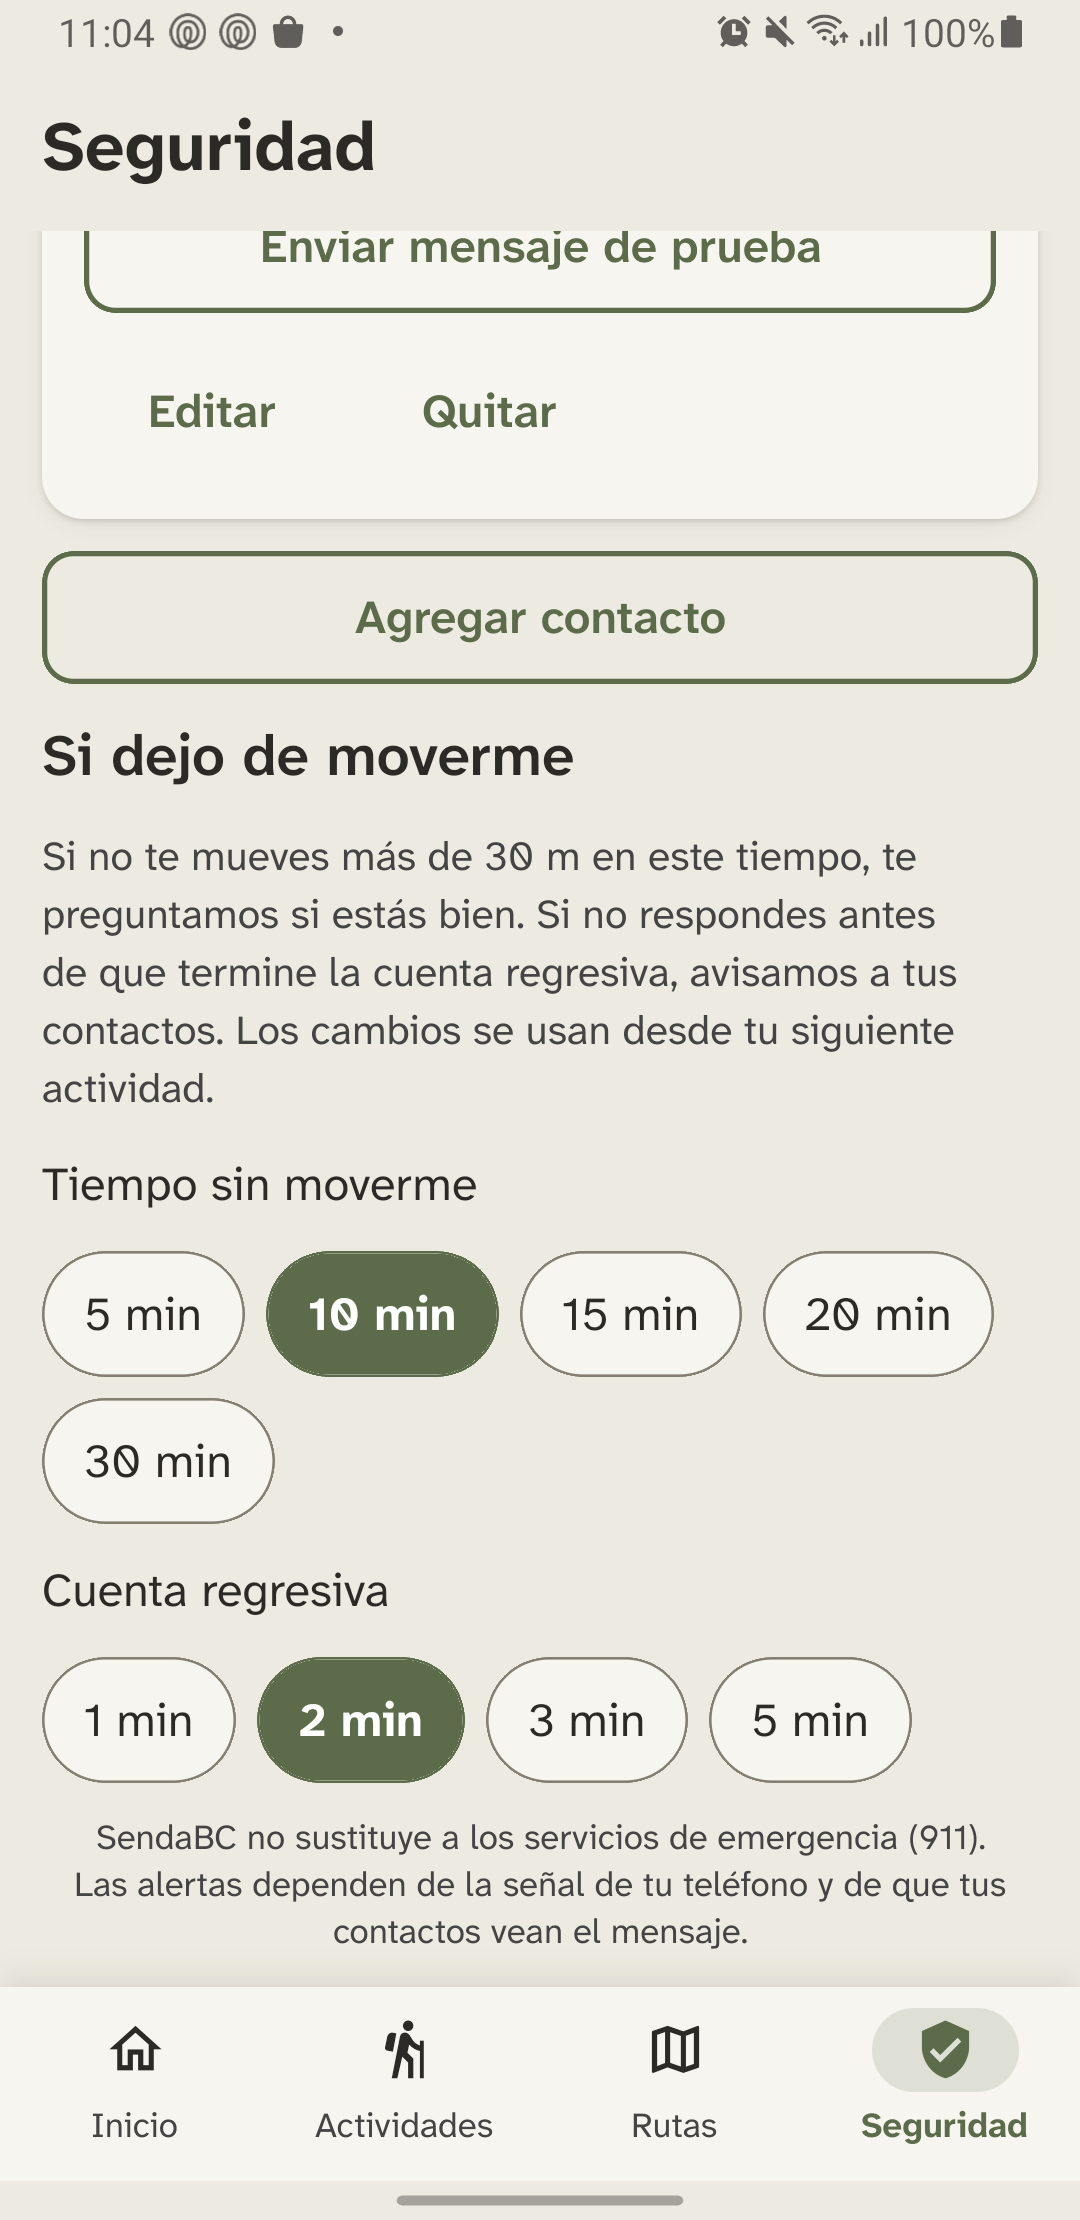 11:04
100%
Seguridad
Enviar mensaje de prueba
Editar
Quitar
Agregar contacto
Si dejo de moverme
Si no te mueves más de 30 m en este tiempo, te
preguntamos si estás bien. Si no respondes antes
de que termine la cuenta regresiva, avisamos a tus
contactos. Los cambios se usan desde tu siguiente
actividad.
Tiempo sin moverme
5 min
10 min
15 min
20 min
30 min
Cuenta regresiva
1 min
2 min
3 min
5 min
SendaBC no sustituye a los servicios de emergencia (911).
Las alertas dependen de la señal de tu teléfono y de que tus
contactos vean el mensaje.
Inicio
Actividades
Rutas
Seguridad